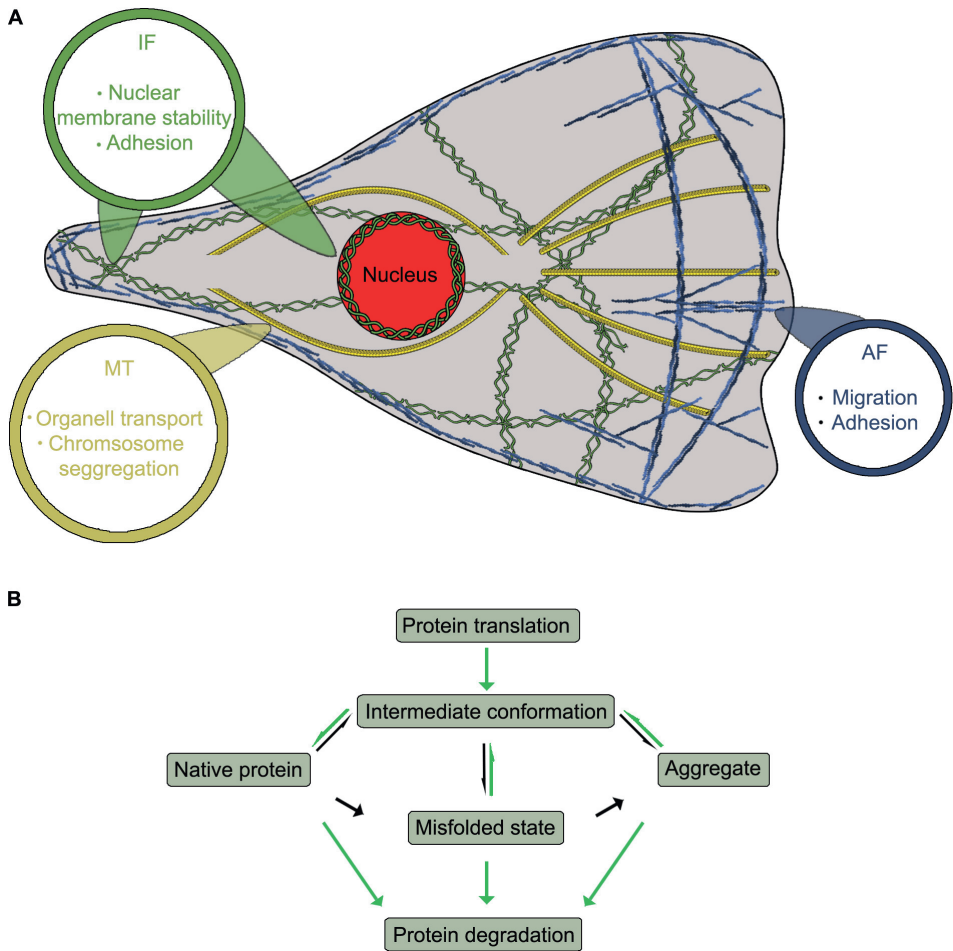 A
IF
• Nuclear
membrane stability
• Adhesion
Nucleus
MT
• Organell transport
• Chromsosome
seggregation
AF
• Migration
• Adhesion
B
Protein translation
Intermediate conformation
Native protein
Aggregate
Misfolded state
Protein degradation